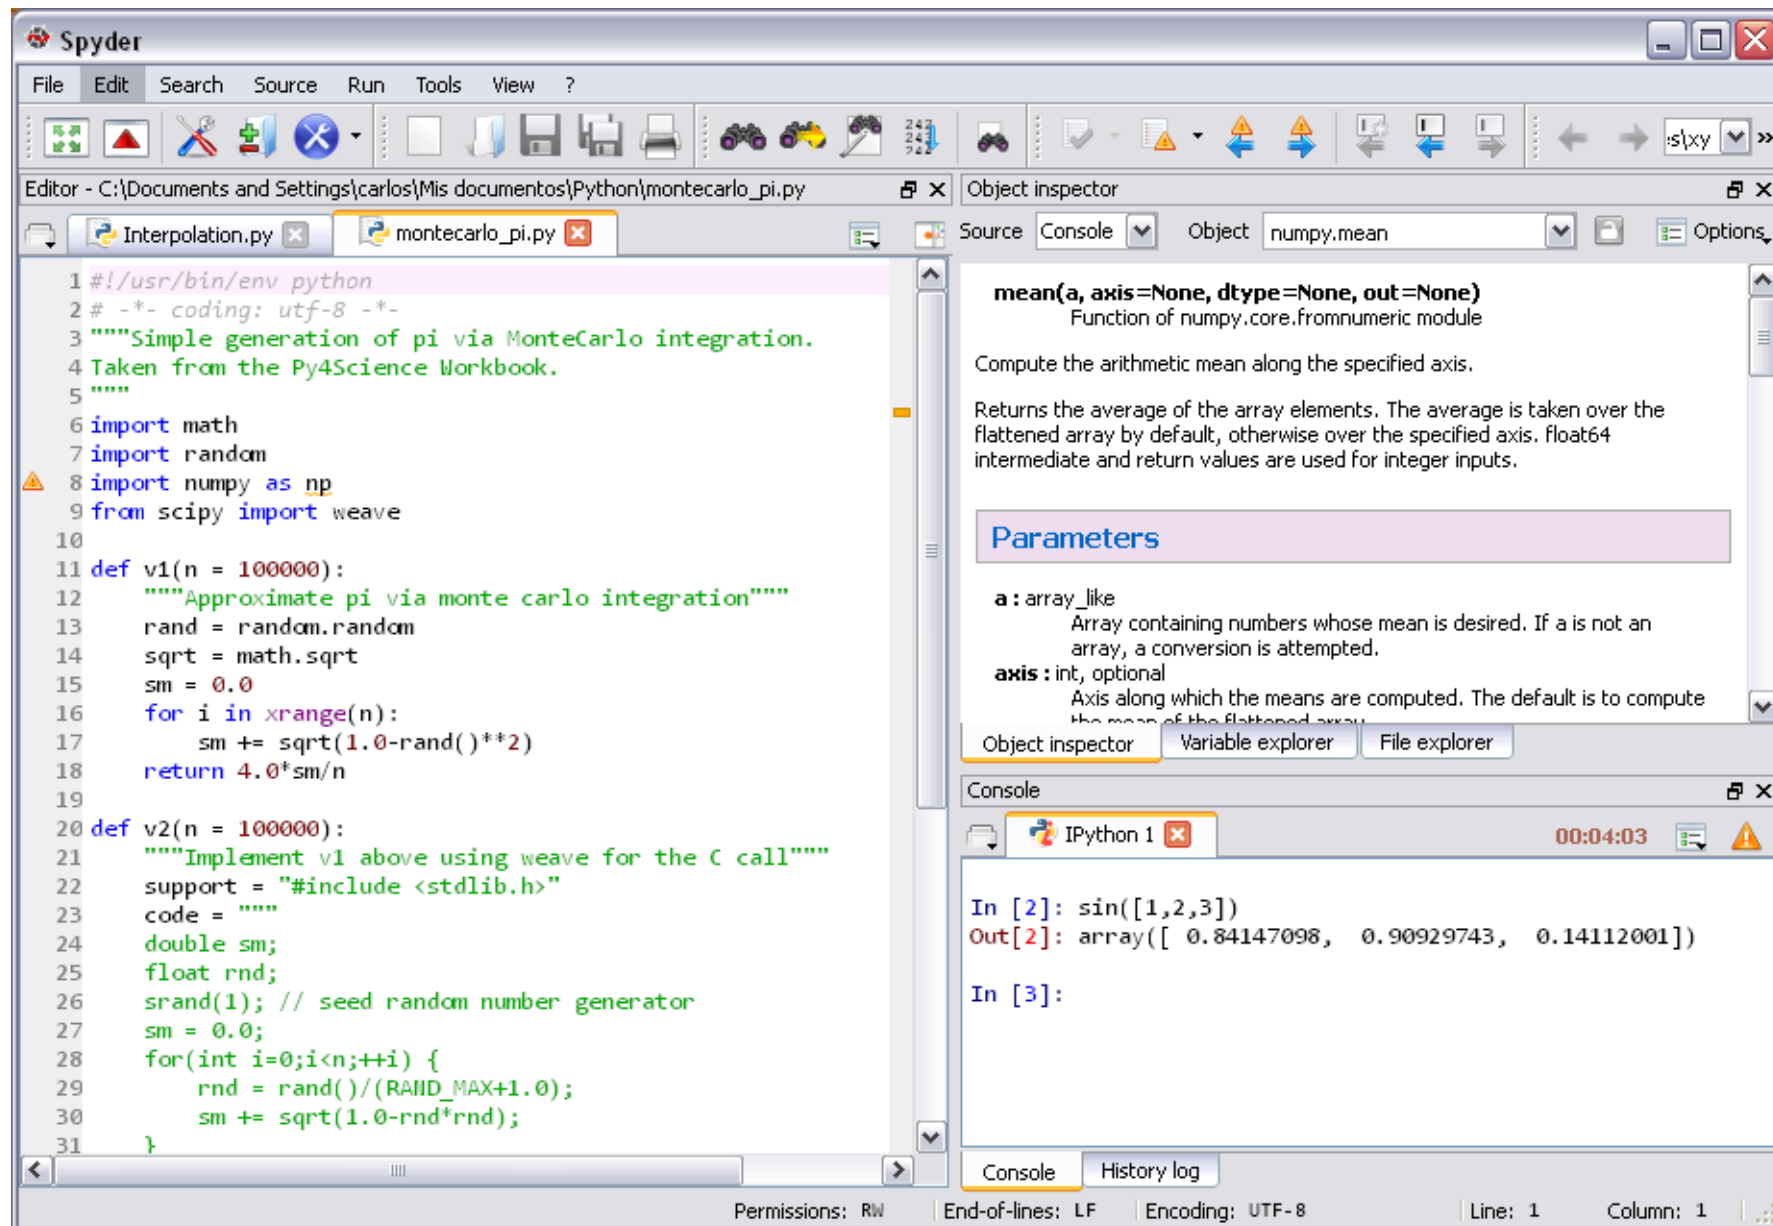 Spyder
File Edit Search Source Run Tools View ?
:s\xy
Editor - C:\Documents and Settings\carlos\Mis documentos\Python\montecarlo_pi.py
Interpolation.py montecarlo_pi.py
1 #!/usr/bin/env python
2 # -*- coding: utf-8 -*-
3 """Simple generation of pi via MonteCarlo integration.
4 Taken from the Py4Science Workbook.
5 """
6 import math
7 import random
8 import numpy as np
9 from scipy import weave
10
11 def v1(n = 100000):
12     """Approximate pi via monte carlo integration"""
13     rand = random.random
14     sqrt = math.sqrt
15     sm = 0.0
16     for i in xrange(n):
17         sm += sqrt(1.0-rand()**2)
18     return 4.0*sm/n
19
20 def v2(n = 100000):
21     """Implement v1 above using weave for the C call"""
22     support = "#include <stdlib.h>"
23     code = """
24     double sm;
25     float rnd;
26     srand(1); // seed random number generator
27     sm = 0.0;
28     for(int i=0;i<n;++i) {
29         rnd = rand()/(RAND_MAX+1.0);
30         sm += sqrt(1.0-rnd*rnd);
31     }
Object inspector
Source Console Object numpy.mean Options
mean(a, axis=None, dtype=None, out=None)
Function of numpy.core.fromnumeric module
Compute the arithmetic mean along the specified axis.
Returns the average of the array elements. The average is taken over the
flattened array by default, otherwise over the specified axis. float64
intermediate and return values are used for integer inputs.
Parameters
a : array_like
Array containing numbers whose mean is desired. If a is not an
array, a conversion is attempted.
axis : int, optional
Axis along which the means are computed. The default is to compute
the mean of the flattened array
Object inspector Variable explorer File explorer
Console
IPython 1 00:04:03
In [2]: sin([1,2,3])
Out[2]: array([ 0.84147098,  0.90929743,  0.14112001])
In [3]:
Console History log
Permissions: RW End-of-lines: LF Encoding: UTF-8 Line: 1 Column: 1